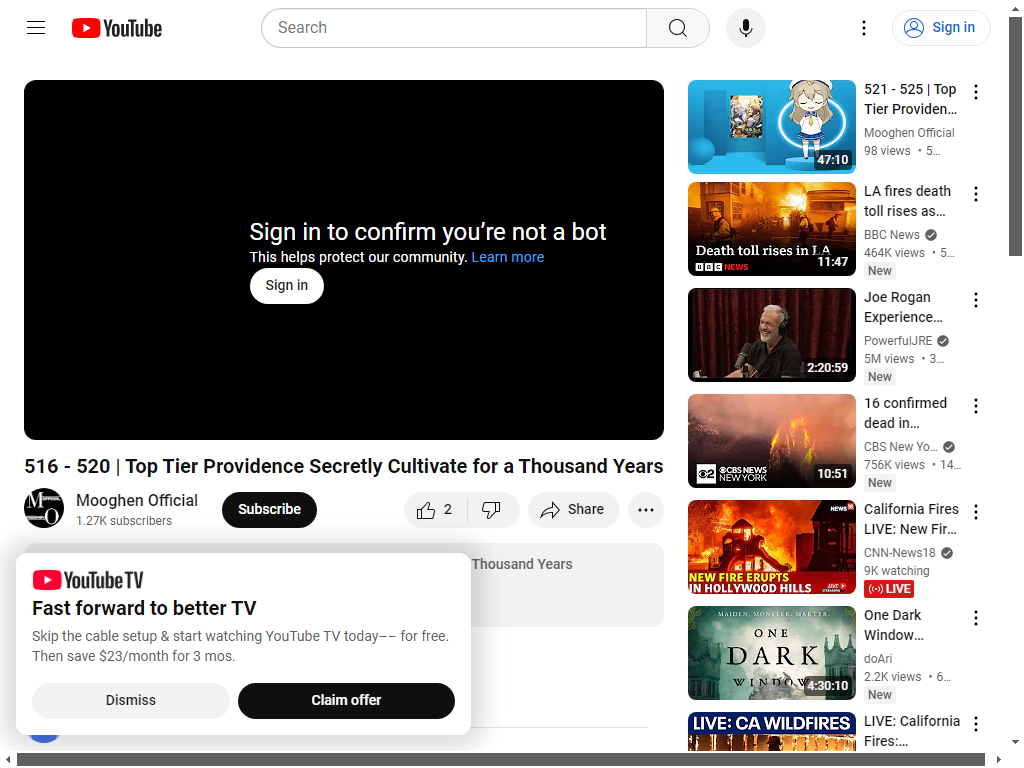 YouTube
Search
Sign in
Sign in to confirm you’re not a bot
This helps protect our community. Learn more
Sign in
516 - 520 | Top Tier Providence Secretly Cultivate for a Thousand Years
Mooghen Official
1.27K subscribers
Subscribe
2
Share
Thousand Years
YouTube TV
Fast forward to better TV
Skip the cable setup & start watching YouTube TV today–– for free.
Then save $23/month for 3 mos.
Dismiss
Claim offer
47:10
521 - 525 | Top
Tier Providen...
Mooghen Official
98 views • 5...
Death toll rises in LA
BBC NEWS
11:47
LA fires death
toll rises as...
BBC News
464K views • 5...
New
2:20:59
Joe Rogan
Experience...
PowerfulJRE
5M views • 3...
New
CBS NEWS
NEW YORK
10:51
16 confirmed
dead in...
CBS New Yo...
756K views • 14...
New
NEWS18
NEW FIRE ERUPTS
IN HOLLYWOOD HILLS
LIVE
California Fires
LIVE: New Fir...
CNN-News18
9K watching
LIVE
MAIDEN. MONSTER. MARTYR.
ONE
DARK
WINDOW
4:30:10
One Dark
Window...
doAri
2.2K views • 6...
New
LIVE: CA WILDFIRES
LIVE: California
Fires:...